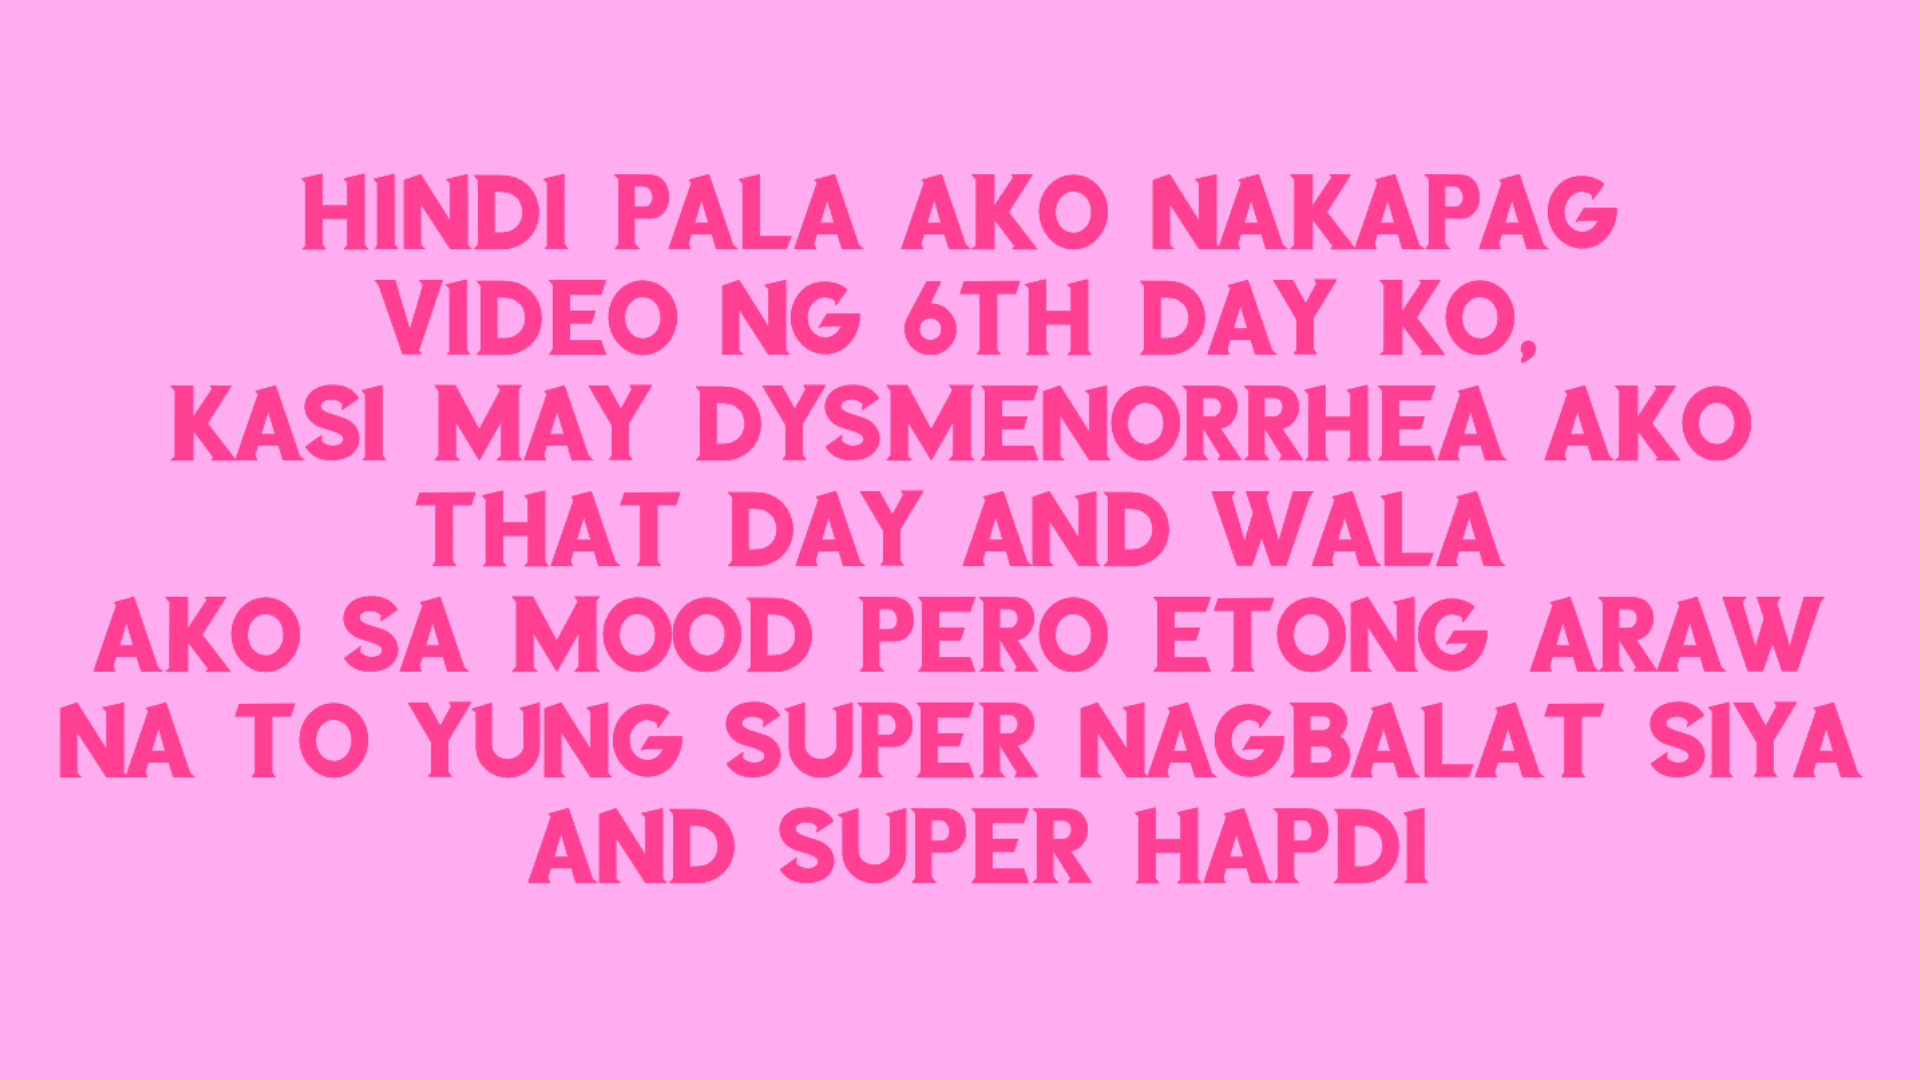 HINDI PALA AKO NAKAPAG
VIDEO NG 6TH DAY KO,
KASI MAY DYSMENORRHEA AKO
THAT DAY AND WALA
AKO SA MOOD PERO ETONG ARAW
NA TO YUNG SUPER NAGBALAT SIYA
AND SUPER HAPDI